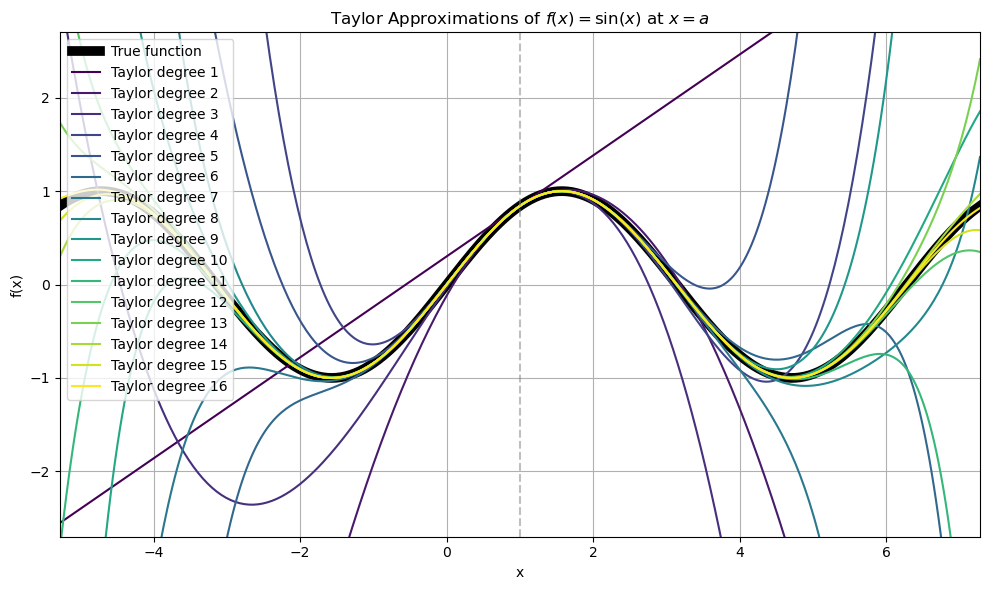 Taylor Approximations of f(x) = sin(x) at x = a
True function
Taylor degree 1
Taylor degree 2
Taylor degree 3
Taylor degree 4
Taylor degree 5
Taylor degree 6
Taylor degree 7
Taylor degree 8
Taylor degree 9
Taylor degree 10
Taylor degree 11
Taylor degree 12
Taylor degree 13
Taylor degree 14
Taylor degree 15
Taylor degree 16
f(x)
2
1
0
−1
−2
−4
−2
0
2
4
6
x